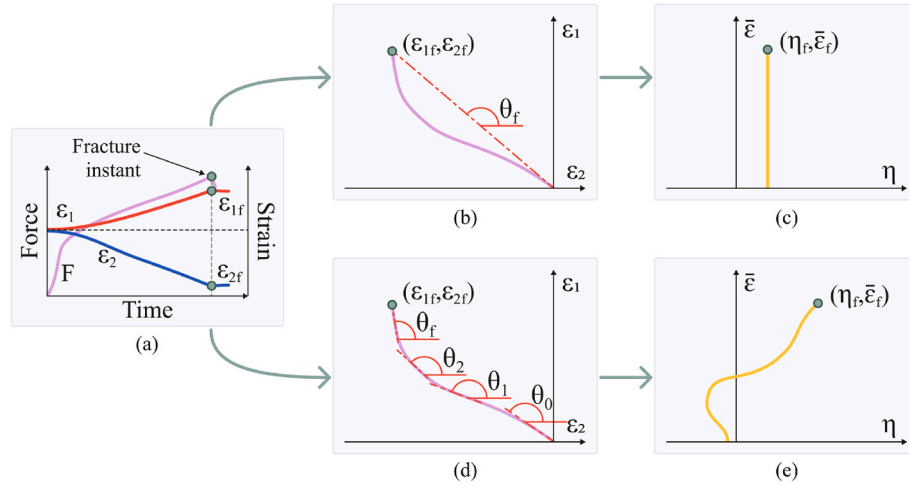 Fracture
instant
ε₁
ε₁f
Force
Strain
ε₂
F
ε₂f
Time
(a)
(ε₁f,ε₂f)
ε₁
θf
ε₂
(b)
ε̄
(ηf,ε̄f)
η
(c)
(ε₁f,ε₂f)
ε₁
θf
θ₂
θ₁
θ₀
ε₂
(d)
ε̄
(ηf,ε̄f)
η
(e)